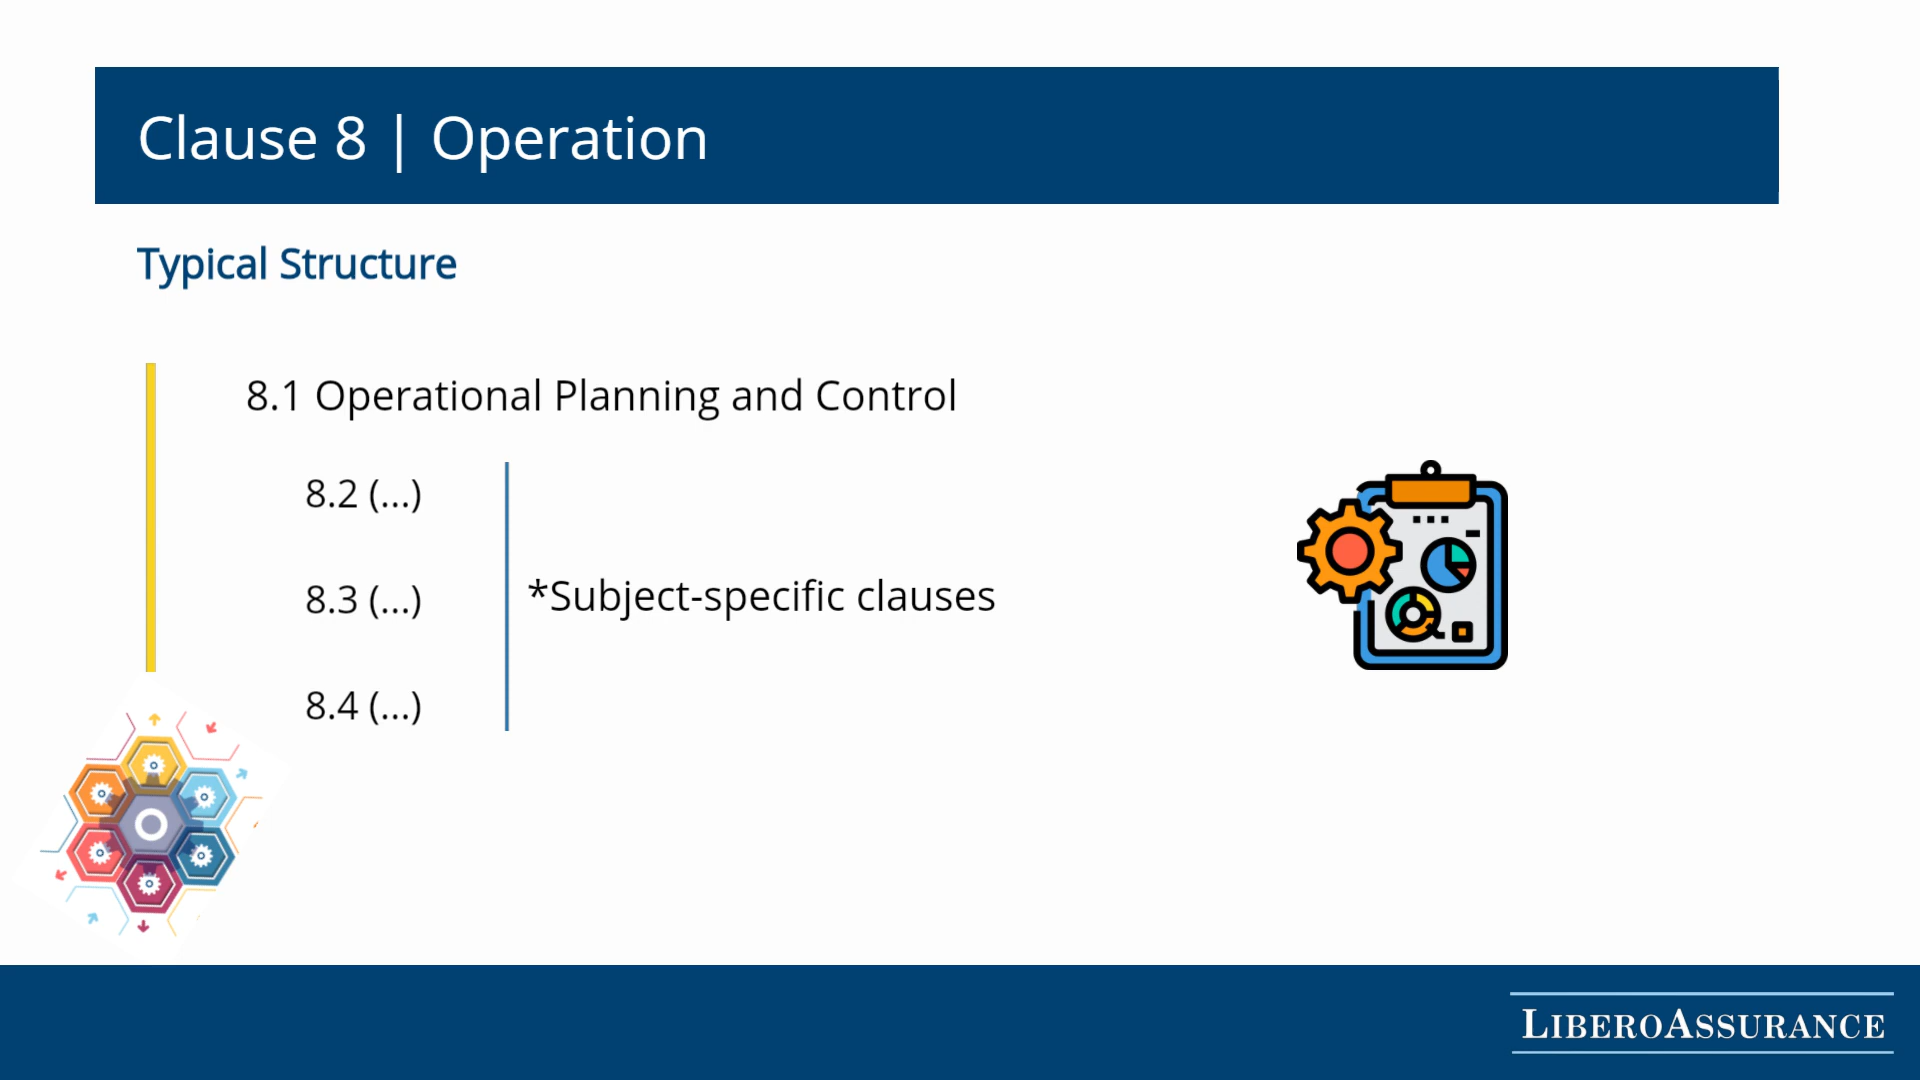 Clause 8 | Operation
Typical Structure
8.1 Operational Planning and Control
8.2 (...)
8.3 (...)
*Subject-specific clauses
8.4 (...)
LIBEROASSURANCE